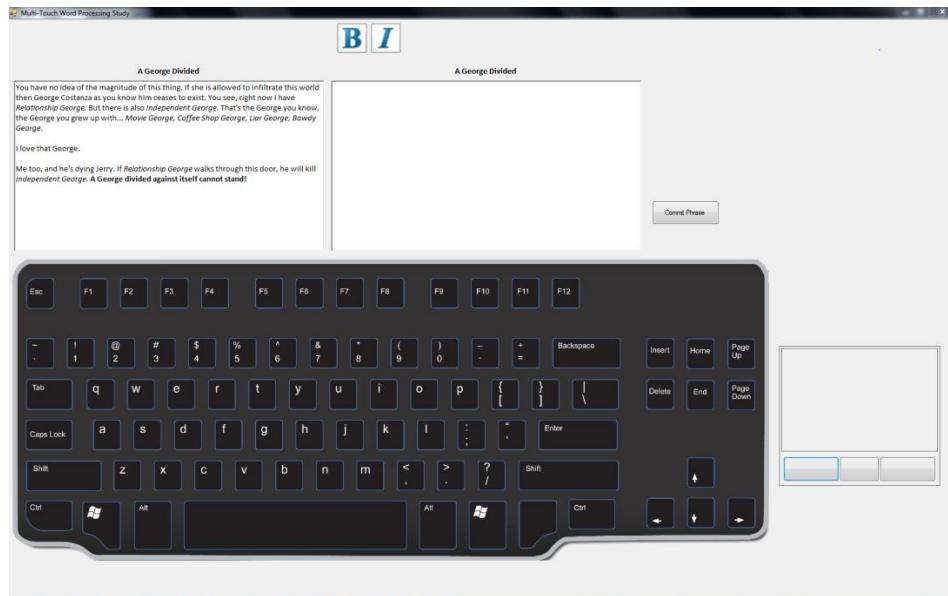 Multi-Touch Word Processing Study
B I
A George Divided
A George Divided
You have no idea of the magnitude of this thing. If she is allowed to infiltrate this world
then George Costanza as you know him ceases to exist. You see, right now I have
Relationship George. But there is also Independent George. That's the George you know,
the George you grew up with... Movie George, Coffee Shop George, Liar George, Bawdy
George.
I love that George.
Me too, and he's dying Jerry. If Relationship George walks through this door, he will kill
Independent George. A George divided against itself cannot stand!
Commit Phrase
Esc F1 F2 F3 F4 F5 F6 F7 F8 F9 F10 F11 F12
~ ! @ # $ % ^ & * ( ) _ + Backspace
. 1 2 3 4 5 6 7 8 9 0 - =
Insert Home Page Up
Tab q w e r t y u i o p { } |
[ ] \
Delete End Page Down
Caps Lock a s d f g h j k l : " Enter
; '
Shift z x c v b n m < > ? Shift
, . /
Ctrl Alt Alt Ctrl